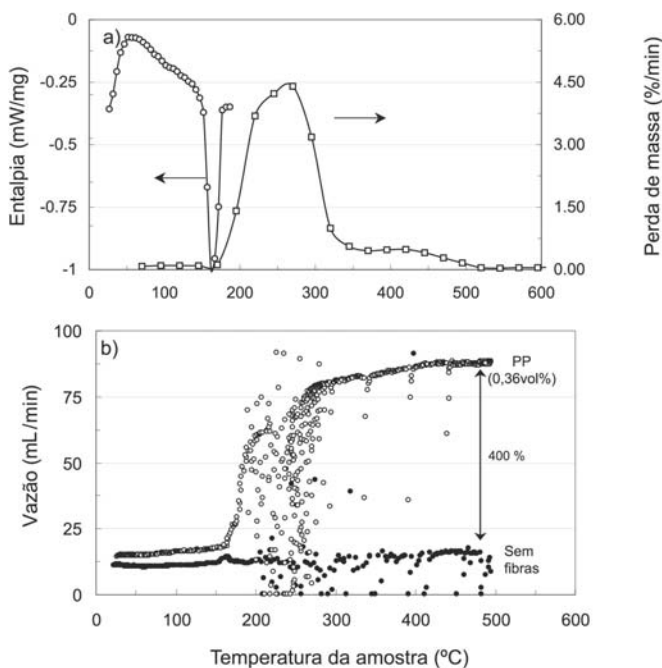 a)
0
-0.25
-0.5
-0.75
-1
Entalpia (mW/mg)
6.00
4.50
3.00
1.50
0.00
Perda de massa (%/min)
0 100 200 300 400 500 600
b)
100
75
50
25
0
Vazão (mL/min)
PP
(0,36vol%)
400 %
Sem
fibras
0 100 200 300 400 500 600
Temperatura da amostra (ºC)